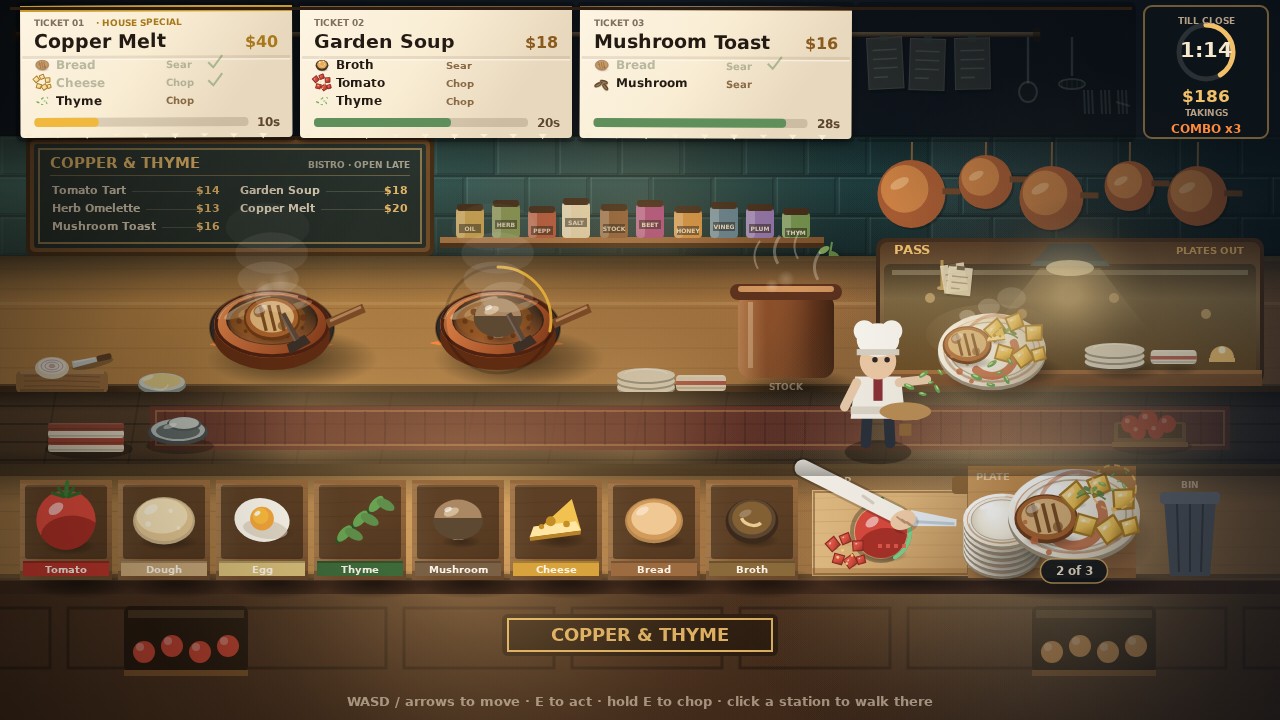 TICKET 01 · HOUSE SPECIAL
Copper Melt $40
Bread Sear
Cheese Chop
Thyme Chop
10s
TICKET 02
Garden Soup $18
Broth Sear
Tomato Chop
Thyme Chop
20s
TICKET 03
Mushroom Toast $16
Bread Sear
Mushroom Sear
28s
TILL CLOSE
1:14
$186
TAKINGS
COMBO x3
COPPER & THYME BISTRO · OPEN LATE
Tomato Tart $14 Garden Soup $18
Herb Omelette $13 Copper Melt $20
Mushroom Toast $16
OIL HERB PEPP SALT STOCK BEET HONEY VINEG PLUM THYM
PASS PLATES OUT
STOCK
PLATE
BIN
2 of 3
Tomato Dough Egg Thyme Mushroom Cheese Bread Broth
COPPER & THYME
WASD / arrows to move · E to act · hold E to chop · click a station to walk there